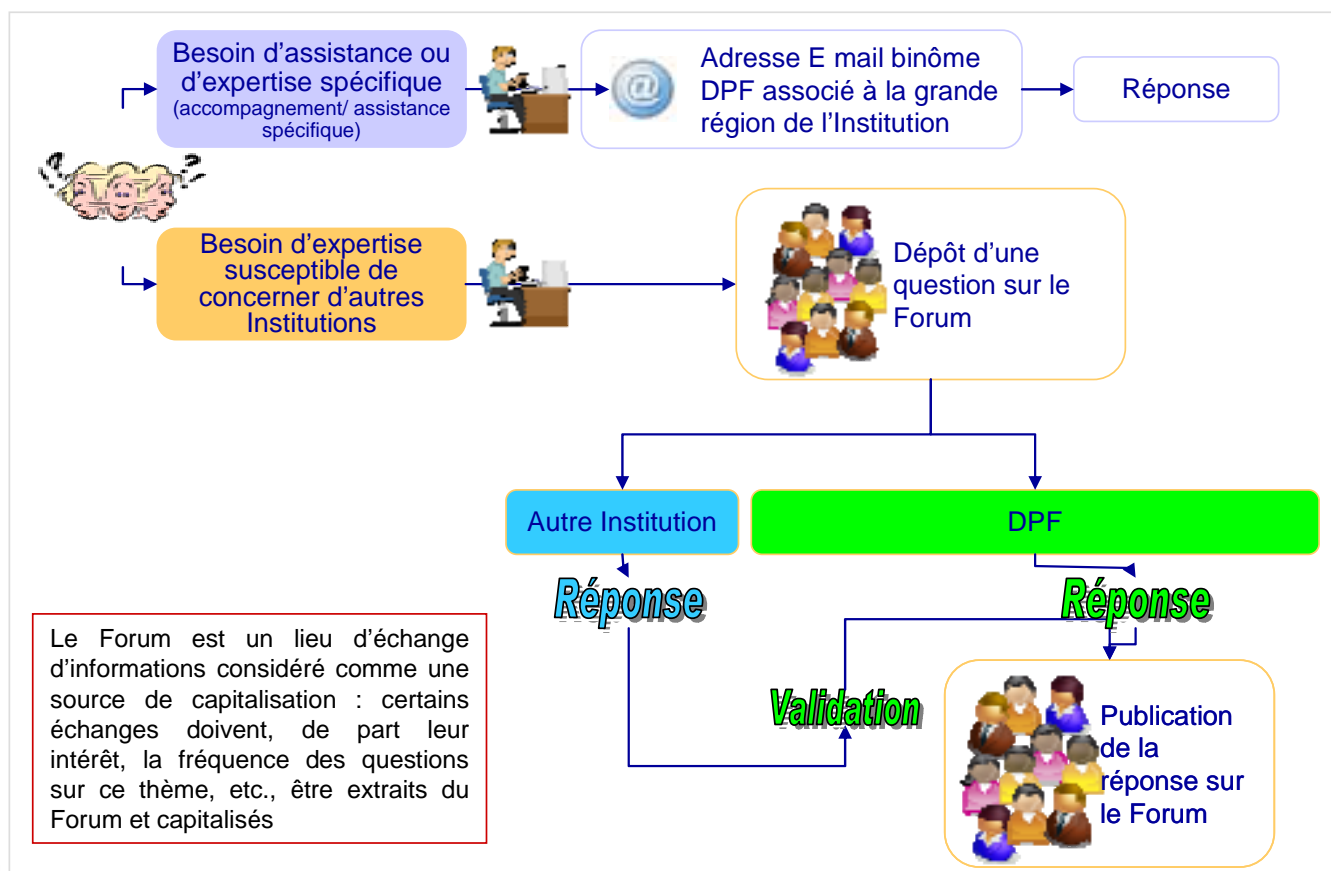 Besoin d'assistance ou
d'expertise spécifique
(accompagnement/ assistance
spécifique)
@
Adresse E mail binôme
DPF associé à la grande
région de l'Institution
Réponse
? ?
Besoin d'expertise
susceptible de
concerner d'autres
Institutions
Dépôt d'une
question sur le
Forum
Autre Institution
DPF
Réponse
Réponse
Validation
Publication
de la
réponse sur
le Forum
Le Forum est un lieu d'échange
d'informations considéré comme une
source de capitalisation : certains
échanges doivent, de part leur
intérêt, la fréquence des questions
sur ce thème, etc., être extraits du
Forum et capitalisés